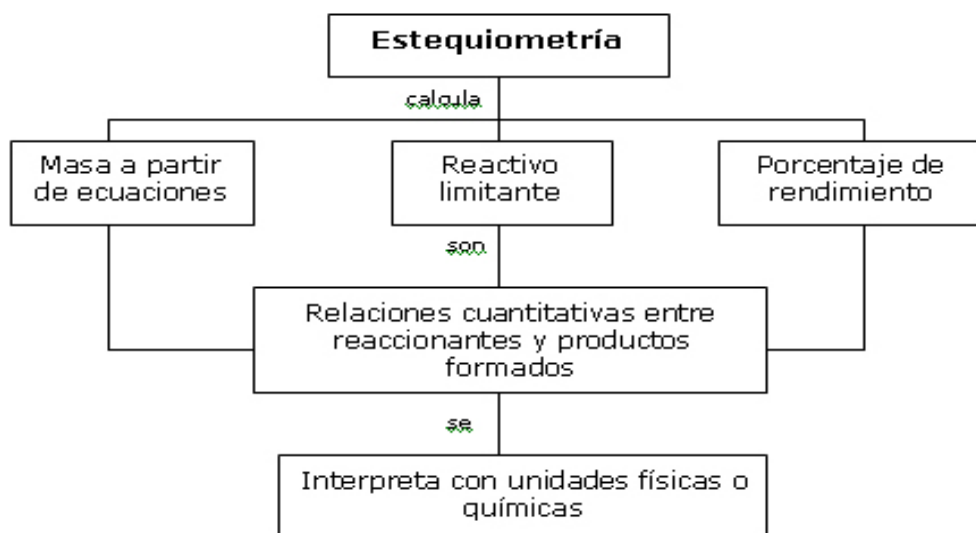 Estequiometría
calcula
Masa a partir
de ecuaciones
Reactivo
limitante
Porcentaje de
rendimiento
son
Relaciones cuantitativas entre
reaccionantes y productos
formados
se
Interpreta con unidades físicas o
químicas